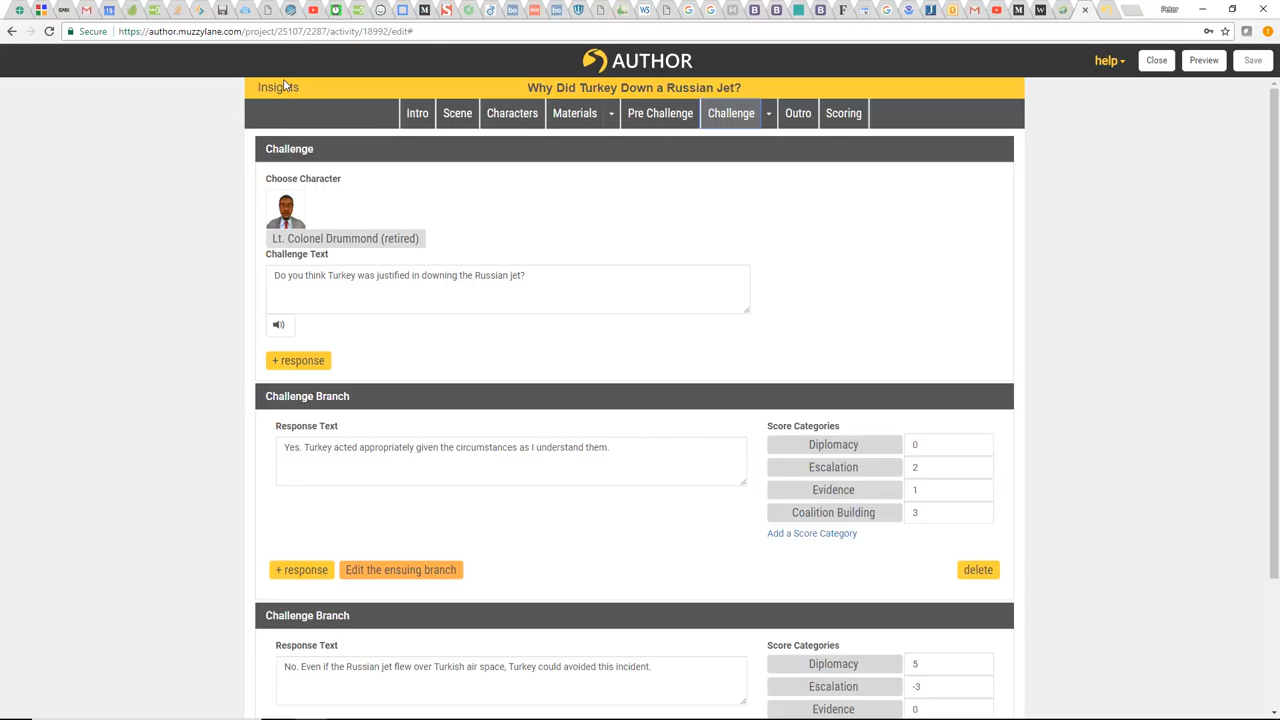 Peter
Secure
https://author.muzzylane.com/project/25107/2287/activity/18992/edit#
AUTHOR
help
Close
Preview
Save
Insights
Why Did Turkey Down a Russian Jet?
Intro
Scene
Characters
Materials
Pre Challenge
Challenge
Outro
Scoring
Challenge
Choose Character
Lt. Colonel Drummond (retired)
Challenge Text
Do you think Turkey was justified in downing the Russian jet?
+ response
Challenge Branch
Response Text
Yes. Turkey acted appropriately given the circumstances as I understand them.
Score Categories
Diplomacy 0
Escalation 2
Evidence 1
Coalition Building 3
Add a Score Category
+ response
Edit the ensuing branch
delete
Challenge Branch
Response Text
No. Even if the Russian jet flew over Turkish air space, Turkey could avoided this incident.
Score Categories
Diplomacy 5
Escalation -3
Evidence 0